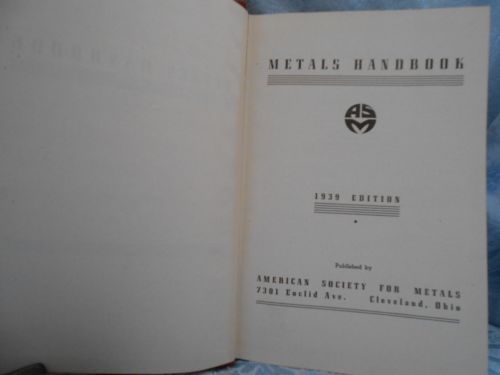 METALS HANDBOOK
ASM
1939 EDITION
Published by
AMERICAN SOCIETY FOR METALS
7301 Euclid Ave. Cleveland, Ohio